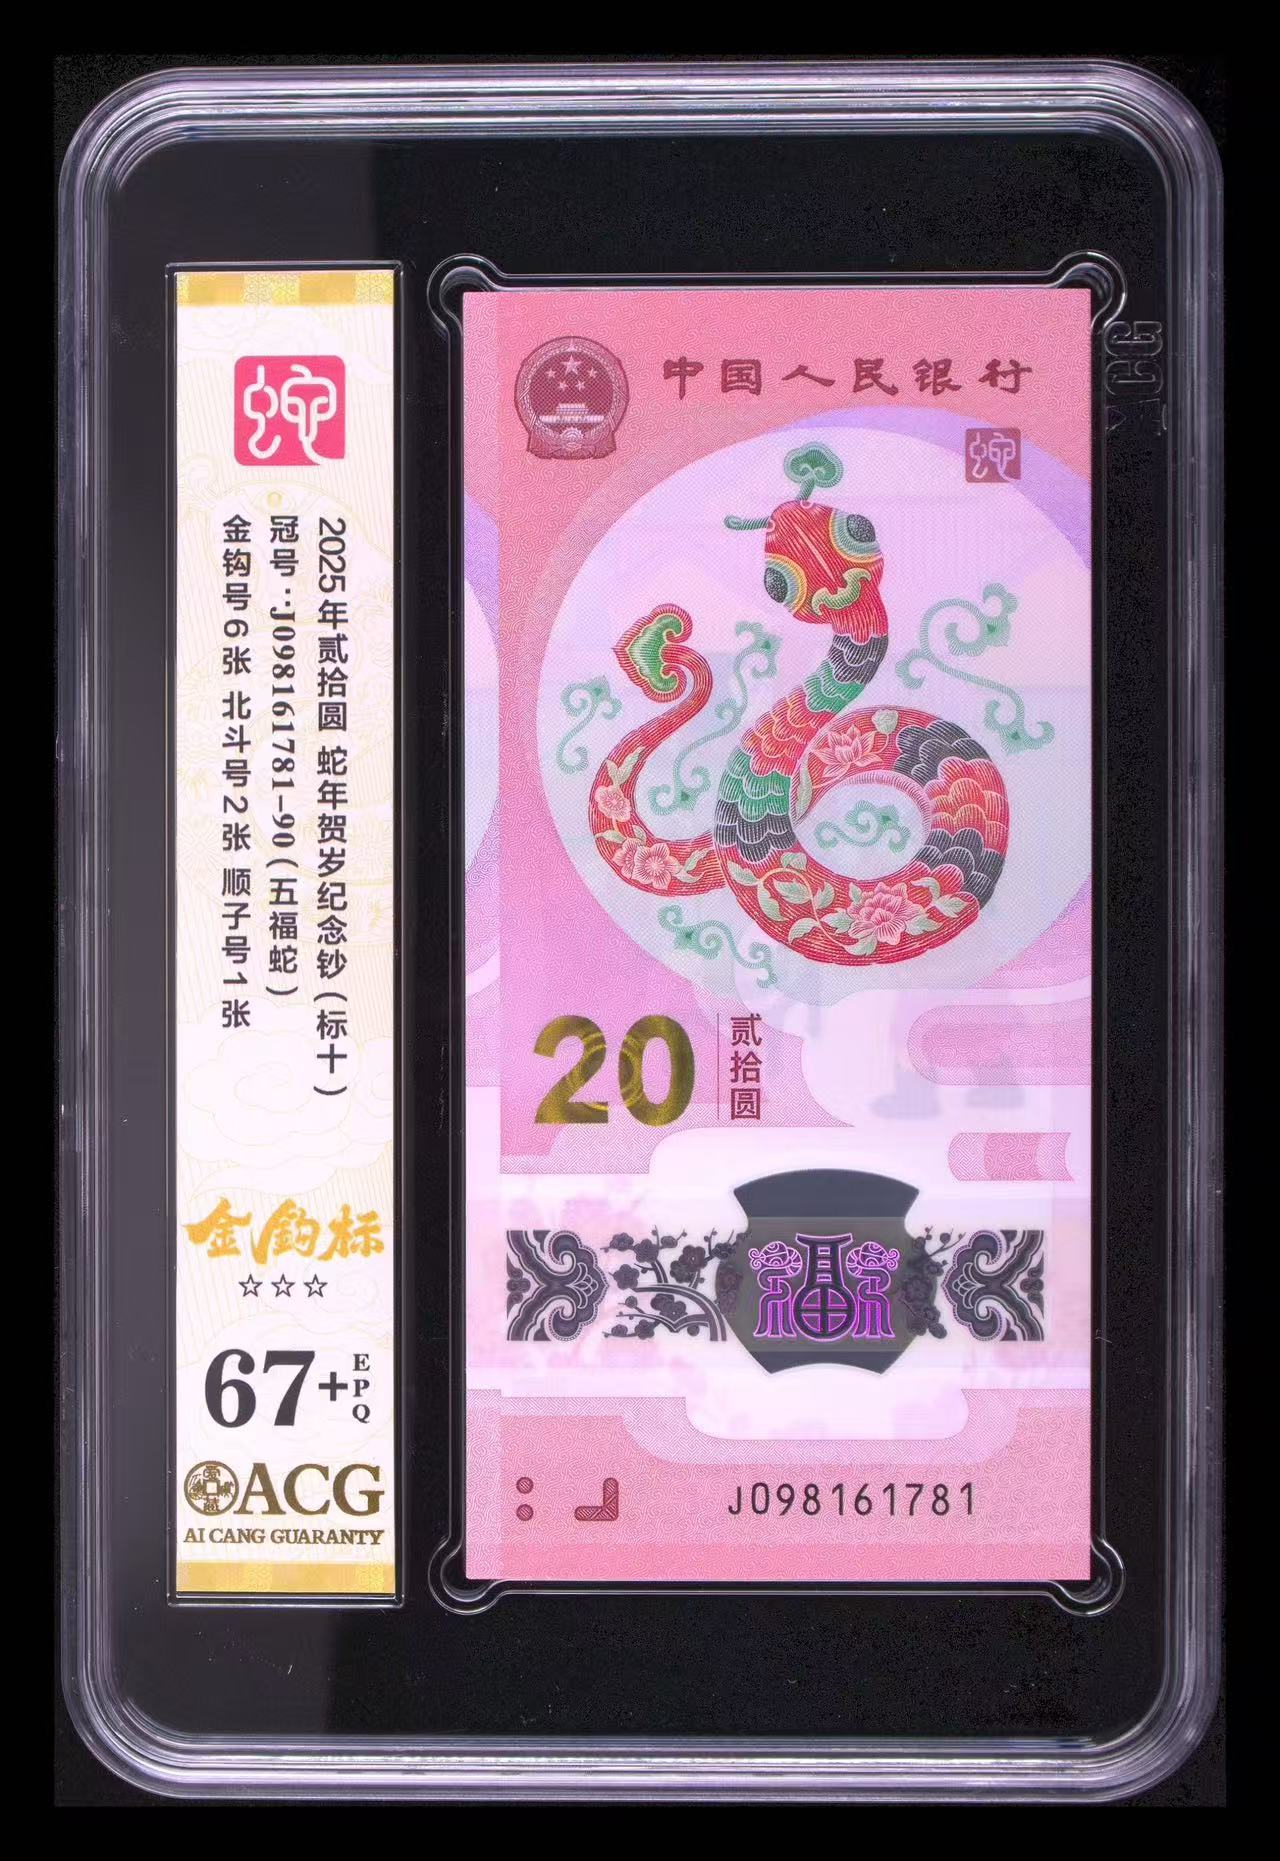 蛇
2025年贰拾圆 蛇年贺岁纪念钞(标十)
冠号:J098161781-90(五福蛇)
金钩号6张 北斗号2张 顺子号1张
金钩标
☆☆☆
67+EPQ
ACG
AI CANG GUARANTY
中国人民银行
蛇
20
贰拾圆
福
J098161781